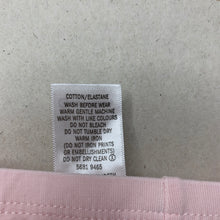 COTTON/ELASTANE
WASH BEFORE WEAR
WARM GENTLE MACHINE
WASH WITH LIKE COLOURS
DO NOT BLEACH
DO NOT TUMBLE DRY
WARM IRON
(DO NOT IRON PRINTS
OR EMBELLISHMENTS)
DO NOT DRY CLEAN
5681 9465